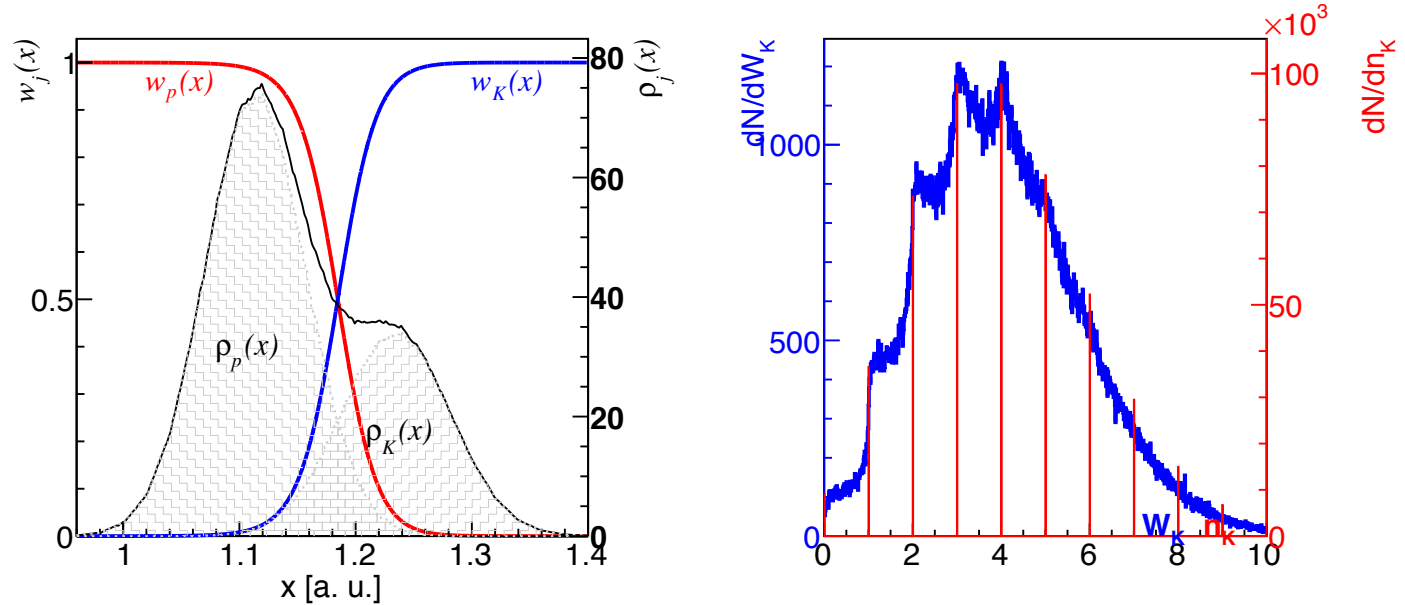 w_j(x)
1
0.5
0
w_p(x)
w_K(x)
ρ_p(x)
ρ_K(x)
80
60
40
20
0
ρ_j(x)
1
1.1
1.2
1.3
1.4
x [a. u.]
dN/dW_K
1000
500
0
×10^3
100
50
0
dN/dn_K
W_K
n_K
0
2
4
6
8
10